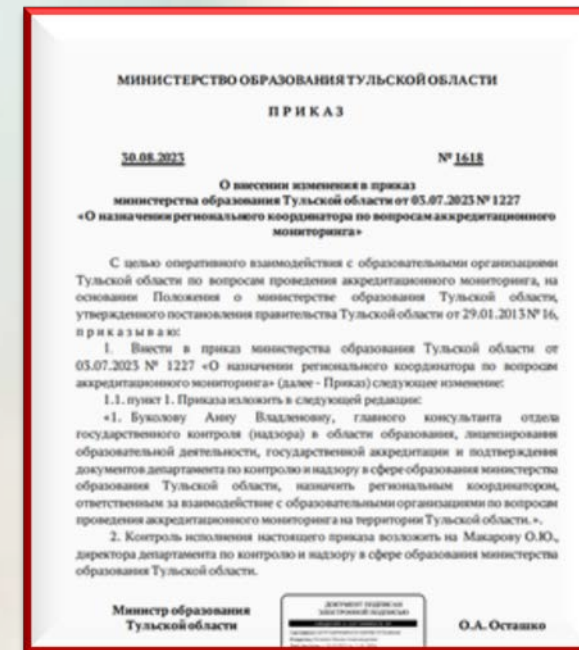 МИНИСТЕРСТВО ОБРАЗОВАНИЯ ТУЛЬСКОЙ ОБЛАСТИ
ПРИКАЗ
30.08.2023 № 1618
О внесении изменения в приказ
министерства образования Тульской области от 03.07.2023 № 1227
«О назначении регионального координатора по вопросам аккредитационного
мониторинга»
С целью оперативного взаимодействия с образовательными организациями
Тульской области по вопросам проведения аккредитационного мониторинга, на
основании Положения о министерстве образования Тульской области,
утвержденного постановления правительства Тульской области от 29.01.2013 № 16,
приказываю:
1. Внести в приказ министерства образования Тульской области от
03.07.2023 № 1227 «О назначении регионального координатора по вопросам
аккредитационного мониторинга» (далее - Приказ) следующее изменение:
1.1. пункт 1. Приказа изложить в следующей редакции:
«1. Буколову Анну Владленовну, главного консультанта отдела
государственного контроля (надзора) в области образования, лицензирования
образовательной деятельности, государственной аккредитации и подтверждения
документов департамента по контролю и надзору в сфере образования министерства
образования Тульской области, назначить региональным координатором,
ответственным за взаимодействие с образовательными организациями по вопросам
проведения аккредитационного мониторинга на территории Тульской области.».
2. Контроль исполнения настоящего приказа возложить на Макарову О.Ю.,
директора департамента по контролю и надзору в сфере образования министерства
образования Тульской области.
Министр образования
Тульской области
ДОКУМЕНТ ПОДПИСАН
ЭЛЕКТРОННОЙ ПОДПИСЬЮ
О.А. Осташко